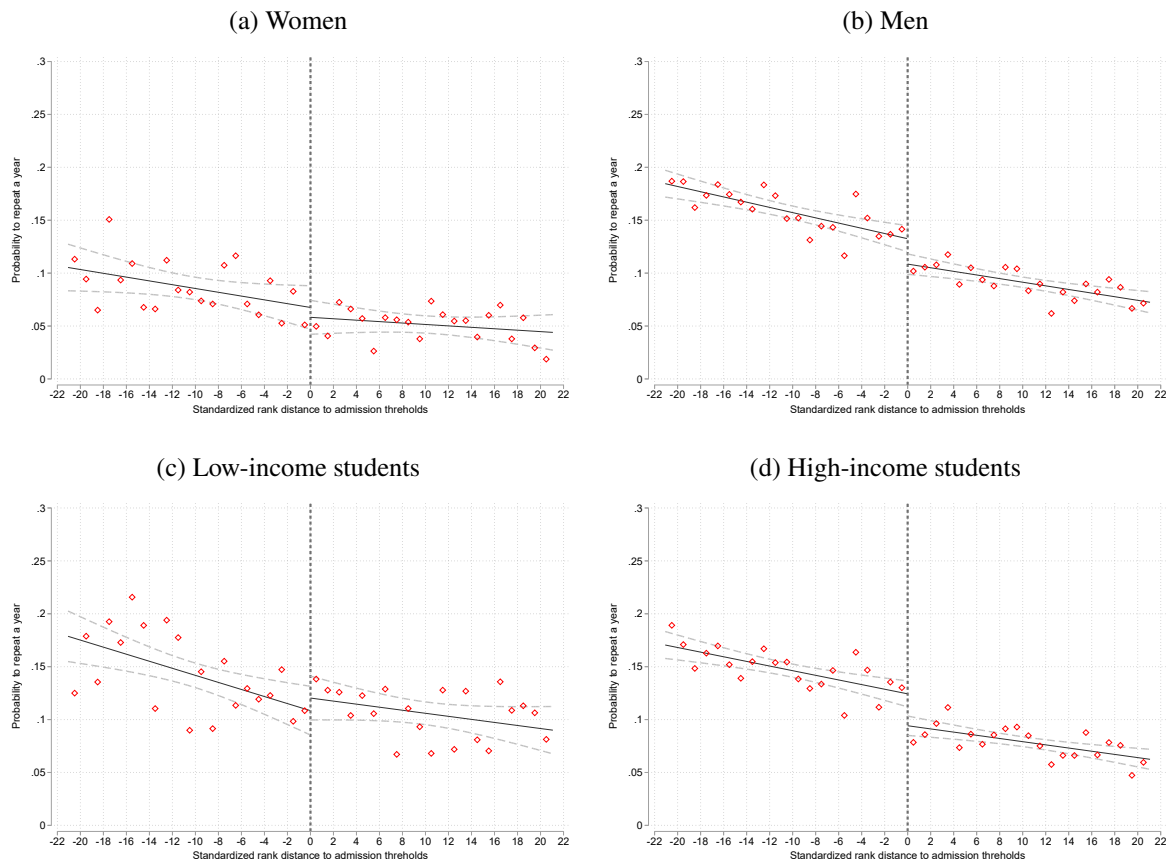 (a) Women
.3
.25
.2
.15
.1
.05
0
Probability to repeat a year
-22 -20 -18 -16 -14 -12 -10 -8 -6 -4 -2 0 2 4 6 8 10 12 14 16 18 20 22
Standardized rank distance to admission threholds
(b) Men
.3
.25
.2
.15
.1
.05
0
Probability to repeat a year
-22 -20 -18 -16 -14 -12 -10 -8 -6 -4 -2 0 2 4 6 8 10 12 14 16 18 20 22
Standardized rank distance to admission threholds
(c) Low-income students
.3
.25
.2
.15
.1
.05
0
Probability to repeat a year
-22 -20 -18 -16 -14 -12 -10 -8 -6 -4 -2 0 2 4 6 8 10 12 14 16 18 20 22
Standardized rank distance to admission threholds
(d) High-income students
.3
.25
.2
.15
.1
.05
0
Probability to repeat a year
-22 -20 -18 -16 -14 -12 -10 -8 -6 -4 -2 0 2 4 6 8 10 12 14 16 18 20 22
Standardized rank distance to admission threholds